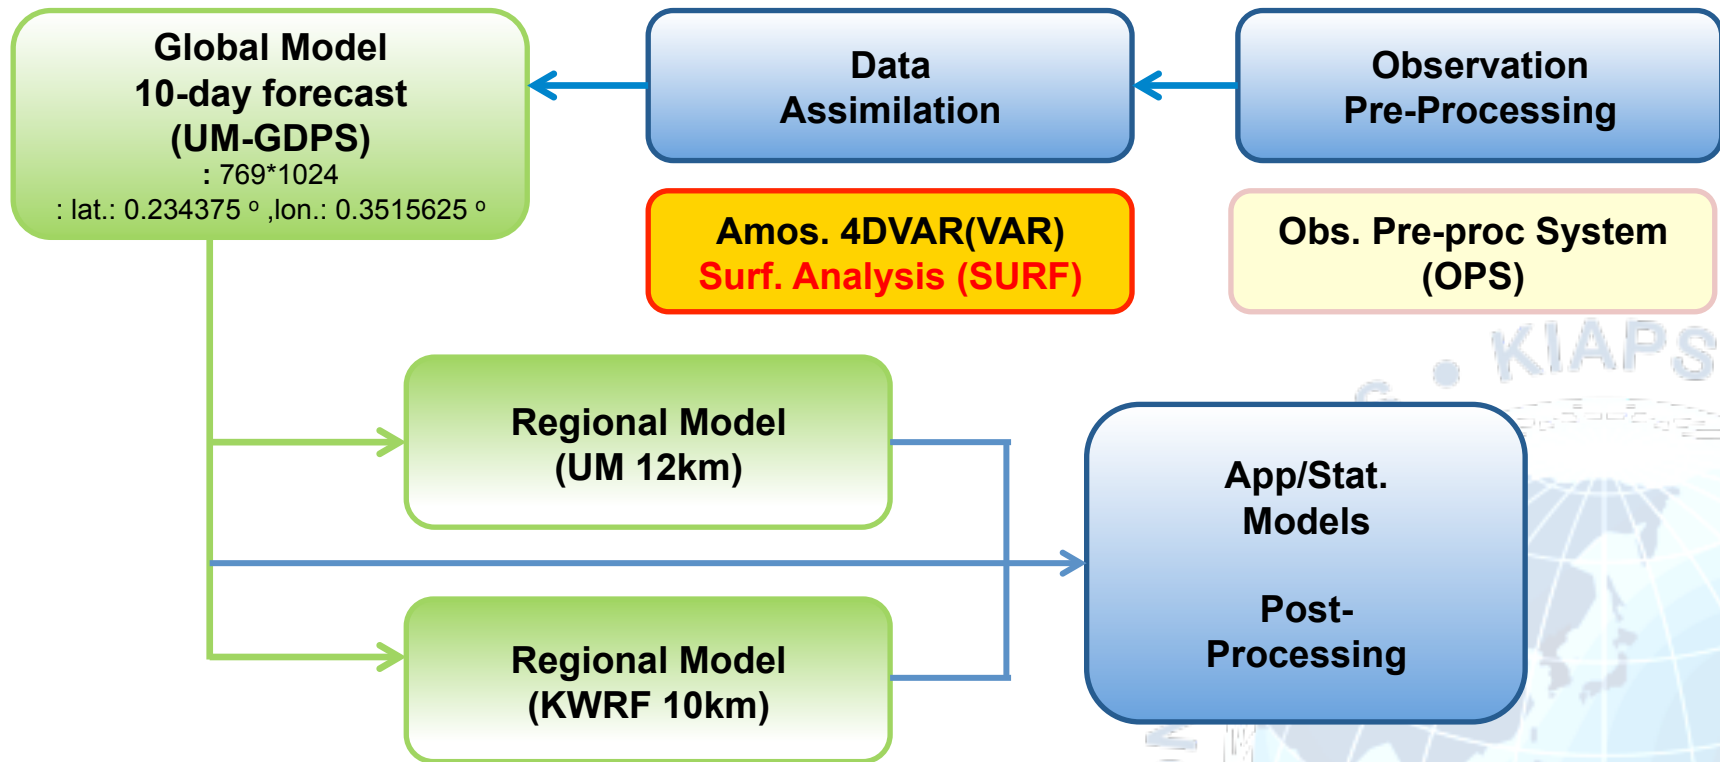 Global Model
10-day forecast
(UM-GDPS)
: 769*1024
: lat.: 0.234375 º ,lon.: 0.3515625 º
Data
Assimilation
Observation
Pre-Processing
Amos. 4DVAR(VAR)
Surf. Analysis (SURF)
Obs. Pre-proc System
(OPS)
Regional Model
(UM 12km)
Regional Model
(KWRF 10km)
App/Stat.
Models
Post-
Processing
• KIAPS